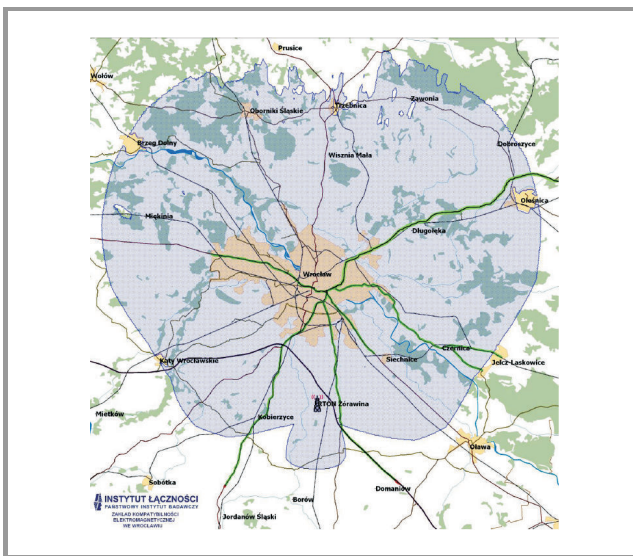 Prusice
Wołów
Oborniki Śląskie
Trzebnica
Zawonia
Brzeg Dolny
Wisznia Mała
Dobroszyce
Oleśnica
Miękinia
Długołęka
Wrocław
Kąty Wrocławskie
Siechnice
Czernica
Jelcz-Laskowice
Mietków
Kobierzyce
RTON Żórawina
Oława
Sobótka
Domaniów
Borów
Jordanów Śląski
INSTYTUT ŁĄCZNOŚCI
PAŃSTWOWY INSTYTUT BADAWCZY
ZAKŁAD KOMPATYBILNOŚCI
ELEKTROMAGNETYCZNEJ
WE WROCŁAWIU